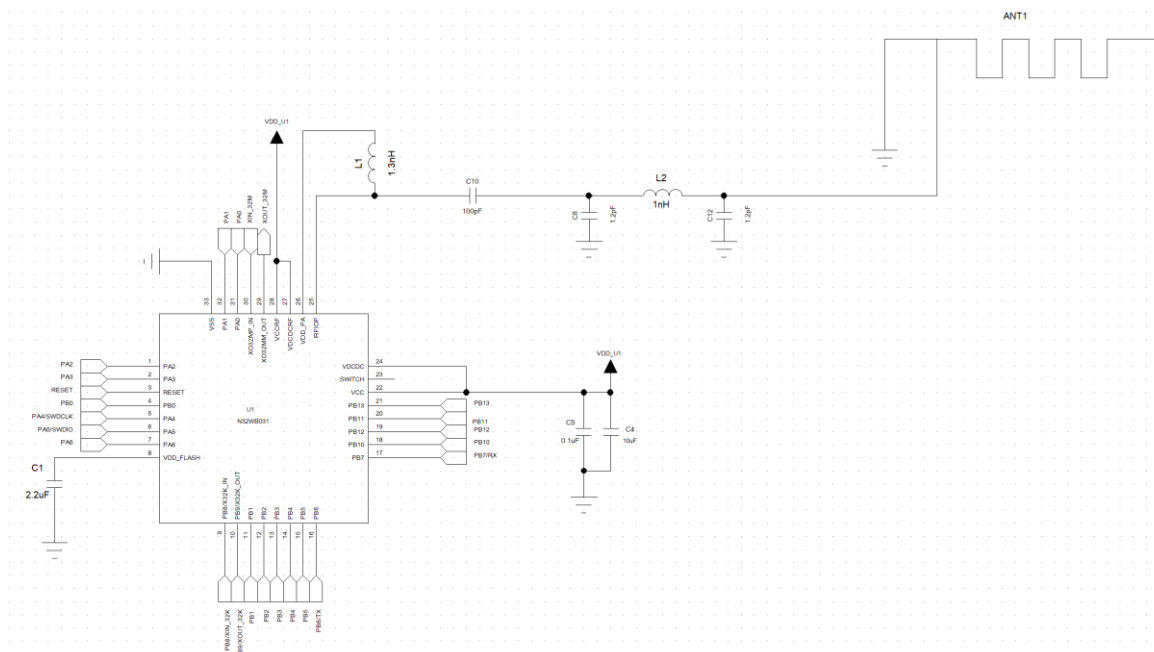 ANT1
VDD_U1
L1
1.3nH
C10
100pF
L2
1nH
C8
1.2pF
C12
1.2pF
PA1
PA0
XIN_32M
XOUT_32M
33
32
31
30
29
28
27
26
25
VSS
PA1
PA0
XO32MP_IN
XO32MM_OUT
VCCRF
VDCDCRF
VDD_PA
RFIOP
PA2
1
PA2
PA3
2
PA3
RESET
3
RESET
PB0
4
PB0
PA4/SWDCLK
5
PA4
PA5/SWDIO
6
PA5
PA6
7
PA6
8
VDD_FLASH
U1
N32WB031
VDCDC
24
SWITCH
23
VCC
22
PB13
21
PB13
PB11
20
PB11
PB12
19
PB12
PB10
18
PB10
PB7
17
PB7/RX
VDD_U1
C5
0.1uF
C4
10uF
C1
2.2uF
PB8/X32K_IN
PB9/X32K_OUT
PB1
PB2
PB3
PB4
PB5
PB6
9
10
11
12
13
14
15
16
PB8/XIN_32K
39/XOUT_32K
PB1
PB2
PB3
PB4
PB5
PB6/TX